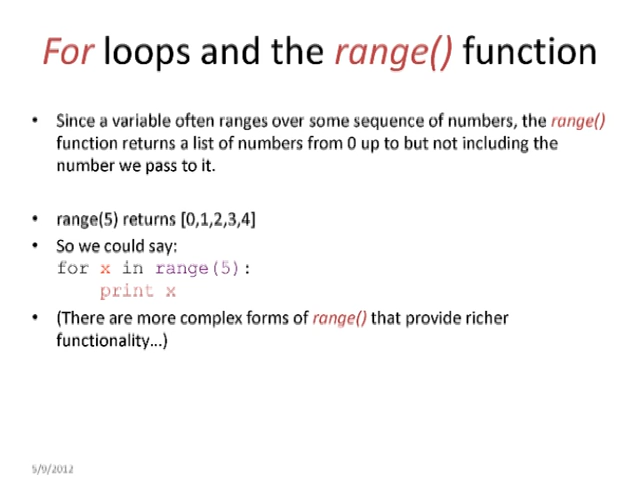 For loops and the range() function
• Since a variable often ranges over some sequence of numbers, the range()
function returns a list of numbers from 0 up to but not including the
number we pass to it.
• range(5) returns [0,1,2,3,4]
• So we could say:
for x in range(5):
    print x
• (There are more complex forms of range() that provide richer
functionality...)
5/9/2012